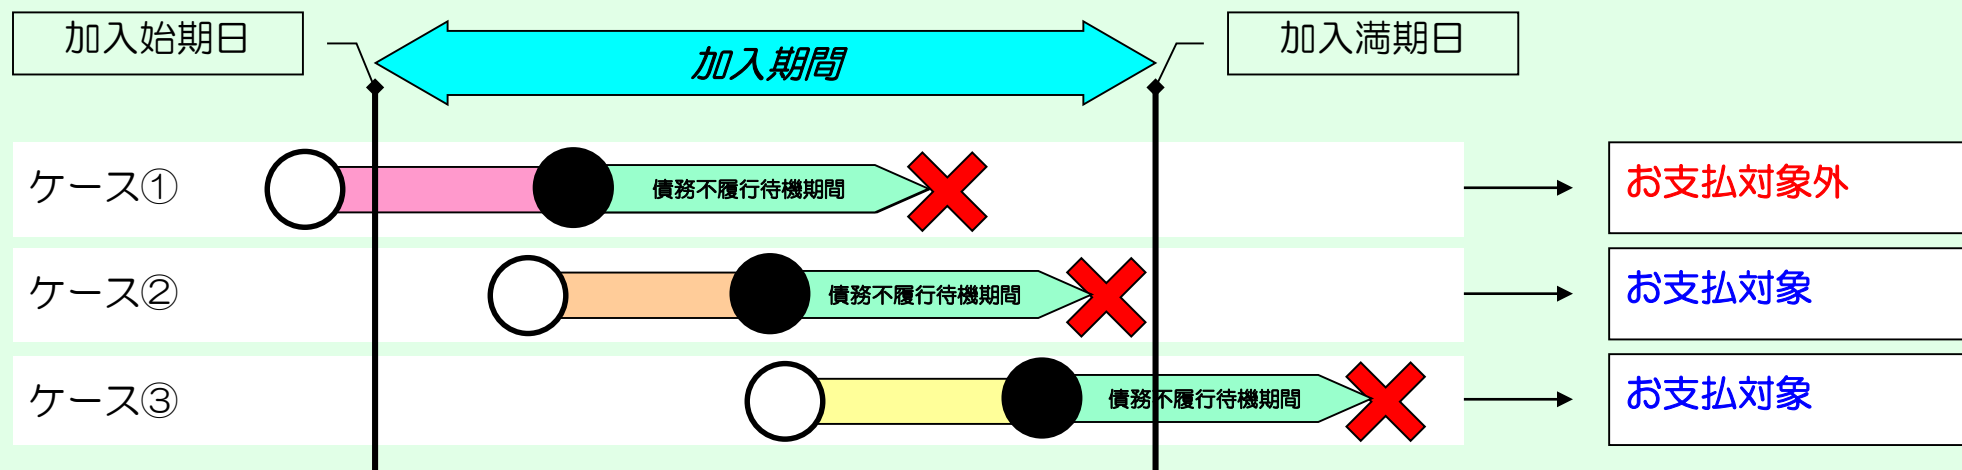 加入始期日
加入期間
加入満期日
ケース①
債務不履行待機期間
お支払対象外
ケース②
債務不履行待機期間
お支払対象
ケース③
債務不履行待機期間
お支払対象